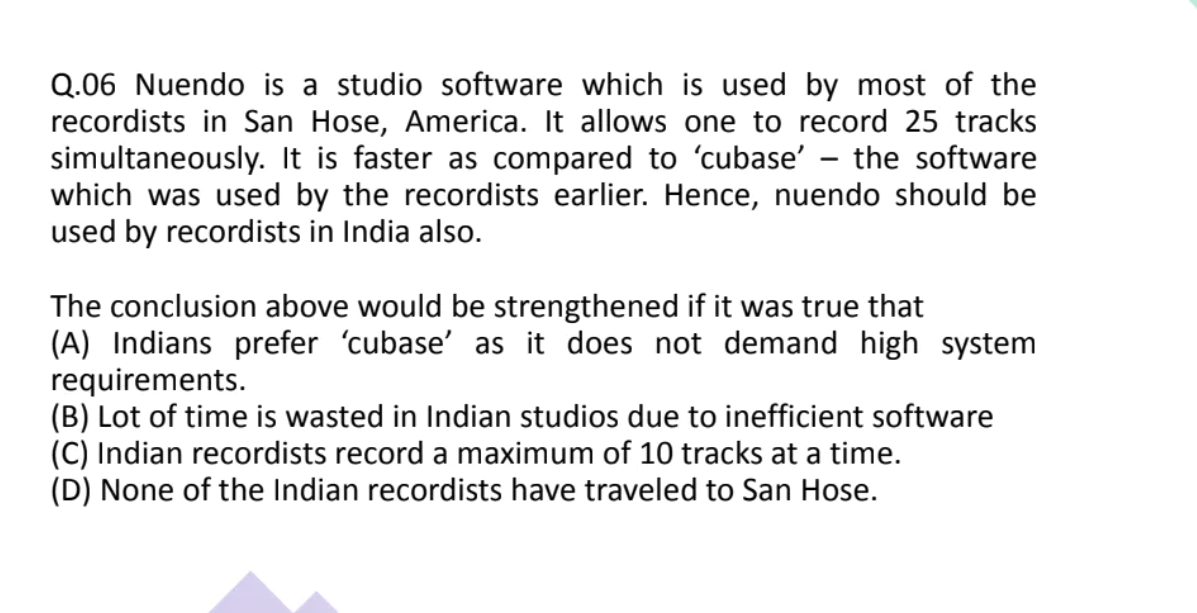 Q.06 Nuendo is a studio software which is used by most of the
recordists in San Hose, America. It allows one to record 25 tracks
simultaneously. It is faster as compared to ‘cubase’ – the software
which was used by the recordists earlier. Hence, nuendo should be
used by recordists in India also.
The conclusion above would be strengthened if it was true that
(A) Indians prefer ‘cubase’ as it does not demand high system
requirements.
(B) Lot of time is wasted in Indian studios due to inefficient software
(C) Indian recordists record a maximum of 10 tracks at a time.
(D) None of the Indian recordists have traveled to San Hose.